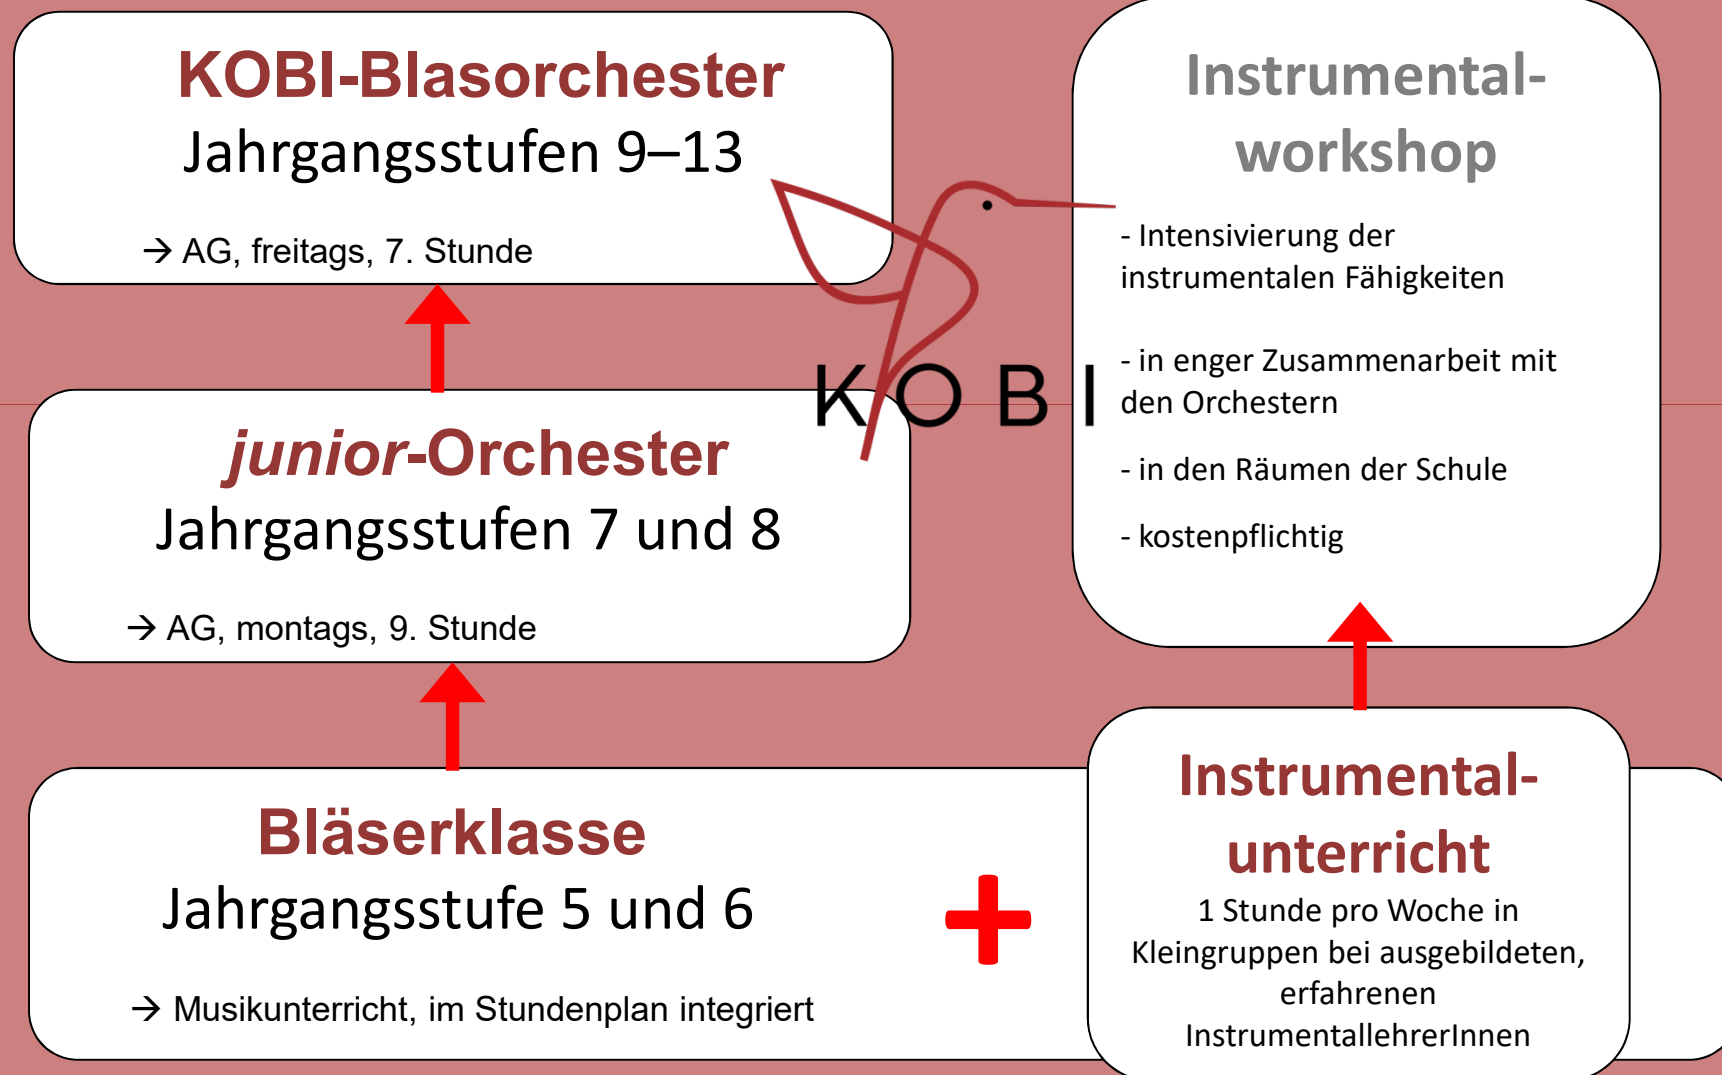 KOBI-Blasorchester
Jahrgangsstufen 9–13
→ AG, freitags, 7. Stunde
junior-Orchester
Jahrgangsstufen 7 und 8
→ AG, montags, 9. Stunde
Bläserklasse
Jahrgangsstufe 5 und 6
→ Musikunterricht, im Stundenplan integriert
+
KOBI
Instrumental-
workshop
- Intensivierung der
instrumentalen Fähigkeiten
- in enger Zusammenarbeit mit
den Orchestern
- in den Räumen der Schule
- kostenpflichtig
Instrumental-
unterricht
1 Stunde pro Woche in
Kleingruppen bei ausgebildeten,
erfahrenen
InstrumentallehrerInnen